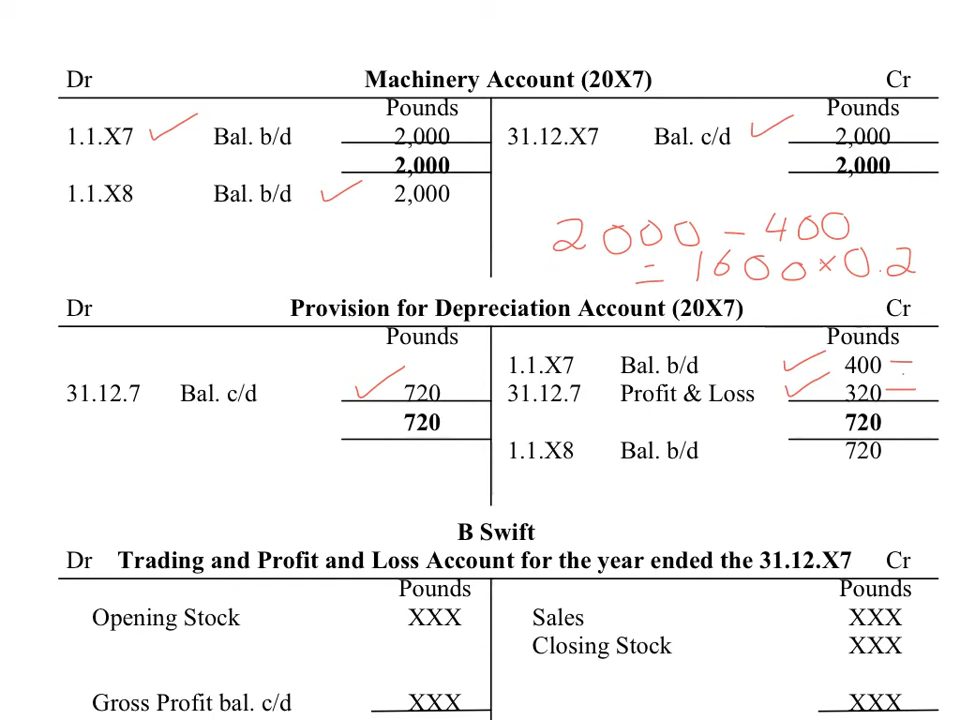 Dr Machinery Account (20X7) Cr
Pounds Pounds
1.1.X7 Bal. b/d 2,000 31.12.X7 Bal. c/d 2,000
2,000 2,000
1.1.X8 Bal. b/d 2,000
2000 - 400
= 1600 × 0.2
Dr Provision for Depreciation Account (20X7) Cr
Pounds Pounds
1.1.X7 Bal. b/d 400
31.12.7 Bal. c/d 720 31.12.7 Profit & Loss 320
720 720
1.1.X8 Bal. b/d 720
B Swift
Dr Trading and Profit and Loss Account for the year ended the 31.12.X7 Cr
Pounds Pounds
Opening Stock XXX Sales XXX
Closing Stock XXX
Gross Profit bal. c/d XXX XXX